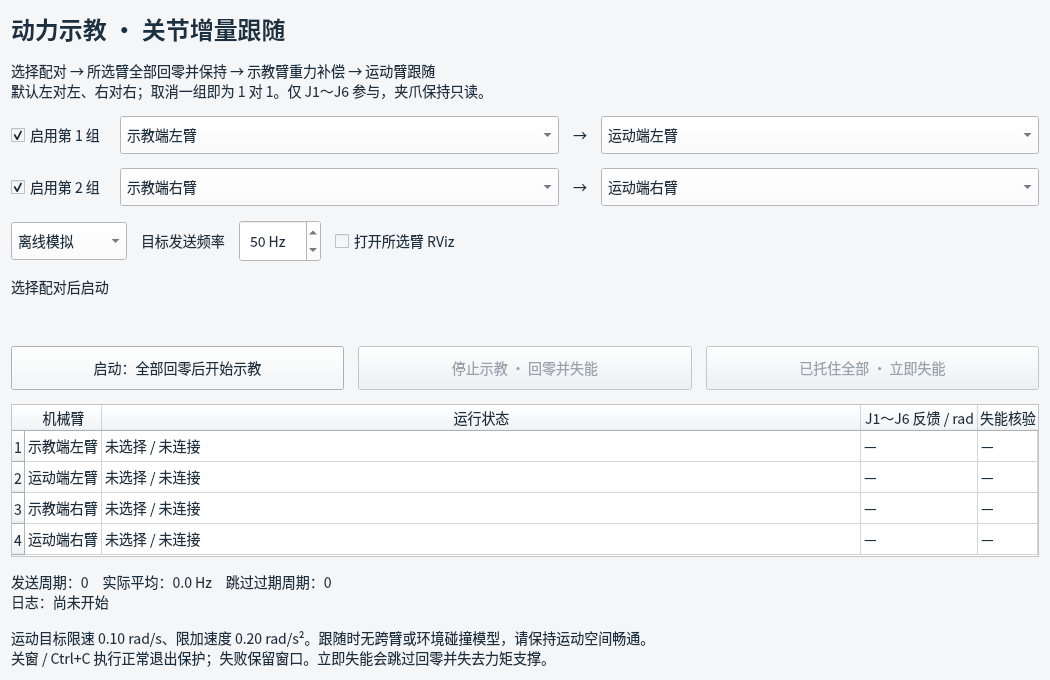 动力示教 · 关节增量跟随
选择配对 → 所选臂全部回零并保持 → 示教臂重力补偿 → 运动臂跟随
默认左对左、右对右；取消一组即为 1 对 1。仅 J1～J6 参与，夹爪保持只读。
启用第 1 组 示教端左臂 → 运动端左臂
启用第 2 组 示教端右臂 → 运动端右臂
离线模拟 目标发送频率 50 Hz 打开所选臂 RViz
选择配对后启动
启动：全部回零后开始示教 停止示教 · 回零并失能 已托住全部 · 立即失能
机械臂 运行状态 J1～J6 反馈 / rad 失能核验
1 示教端左臂 未选择 / 未连接 — —
2 运动端左臂 未选择 / 未连接 — —
3 示教端右臂 未选择 / 未连接 — —
4 运动端右臂 未选择 / 未连接 — —
发送周期：0 实际平均：0.0 Hz 跳过过期周期：0
日志：尚未开始
运动目标限速 0.10 rad/s、限加速度 0.20 rad/s²。跟随时无跨臂或环境碰撞模型，请保持运动空间畅通。
关窗 / Ctrl+C 执行正常退出保护；失败保留窗口。立即失能会跳过回零并失去力矩支撑。